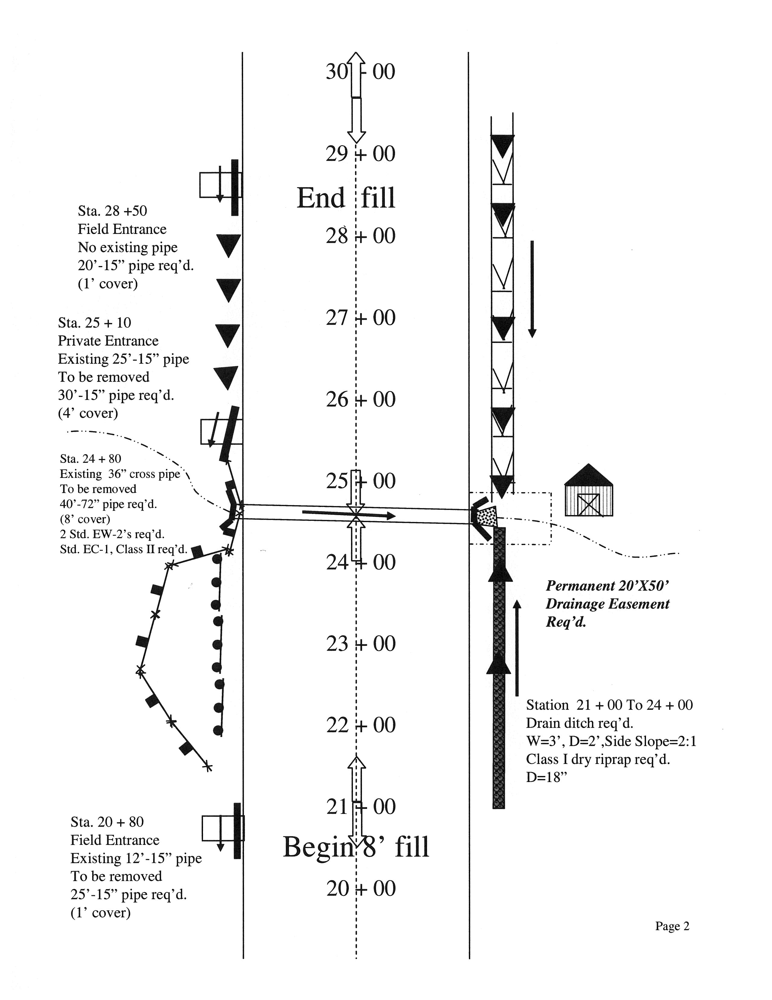 30 + 00
29 + 00
End fill
28 + 00
27 + 00
26 + 00
25 + 00
24 + 00
23 + 00
22 + 00
21 + 00
Begin 8’ fill
20 + 00
Sta. 28 +50
Field Entrance
No existing pipe
20’-15” pipe req’d.
(1’ cover)
Sta. 25 + 10
Private Entrance
Existing 25’-15” pipe
To be removed
30’-15” pipe req’d.
(4’ cover)
Sta. 24 + 80
Existing 36” cross pipe
To be removed
40’-72” pipe req’d.
(8’ cover)
2 Std. EW-2’s req’d.
Std. EC-1, Class II req’d.
Sta. 20 + 80
Field Entrance
Existing 12’-15” pipe
To be removed
25’-15” pipe req’d.
(1’ cover)
Permanent 20’X50’
Drainage Easement
Req’d.
Station 21 + 00 To 24 + 00
Drain ditch req’d.
W=3’, D=2’,Side Slope=2:1
Class I dry riprap req’d.
D=18”
Page 2